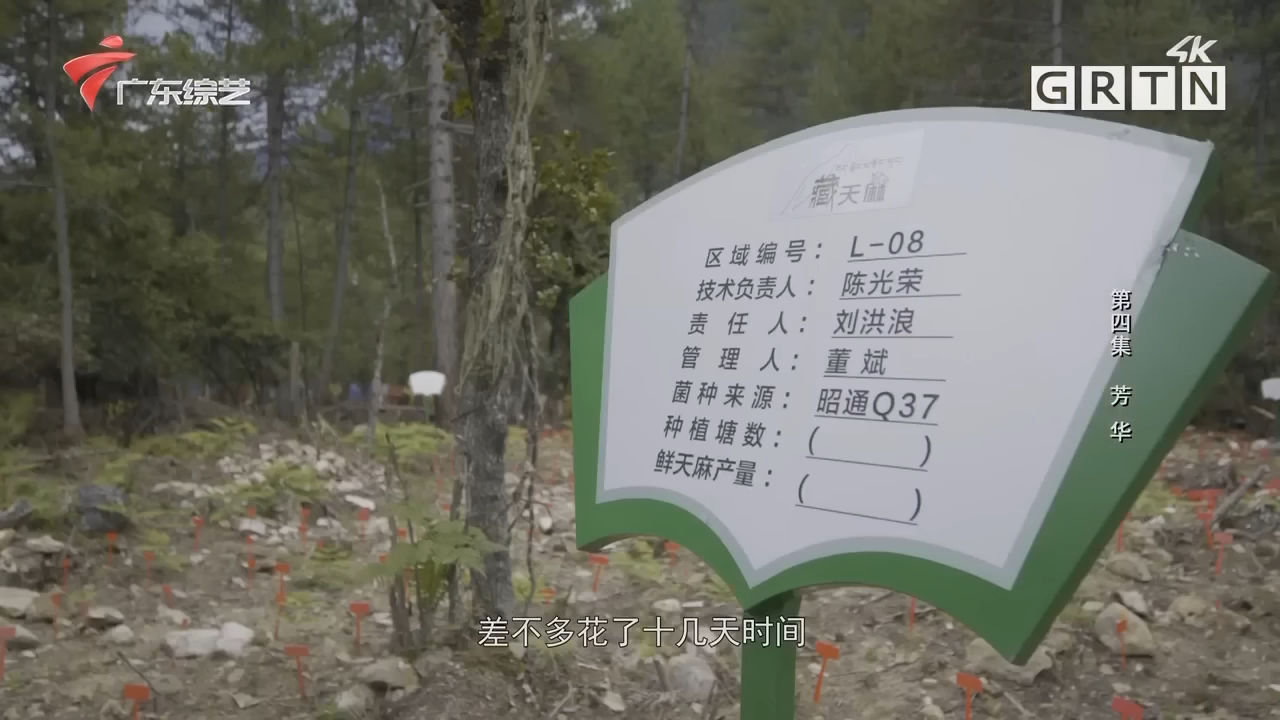 广东综艺
4K
GRTN
藏天麻
区域编号：L-08
技术负责人：陈光荣
责任人：刘洪浪
管理人：董斌
菌种来源：昭通Q37
种植塘数：( )
鲜天麻产量：( )
第四集 芳华
差不多花了十几天时间